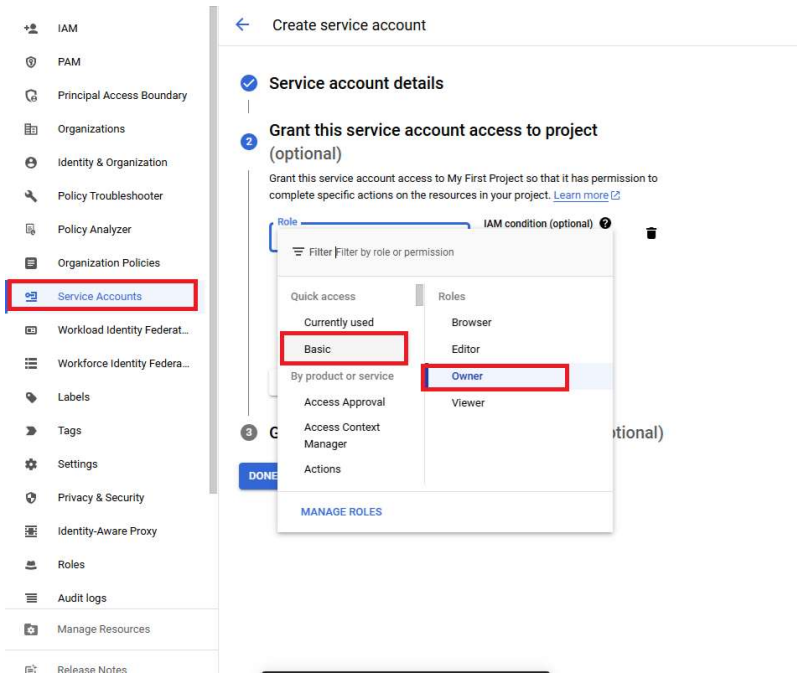 IAM
PAM
Principal Access Boundary
Organizations
Identity & Organization
Policy Troubleshooter
Policy Analyzer
Organization Policies
Service Accounts
Workload Identity Federat...
Workforce Identity Federa...
Labels
Tags
Settings
Privacy & Security
Identity-Aware Proxy
Roles
Audit logs
Manage Resources
Release Notes
Create service account
Service account details
2
Grant this service account access to project
(optional)
Grant this service account access to My First Project so that it has permission to
complete specific actions on the resources in your project. Learn more
Role
IAM condition (optional)
Filter Filter by role or permission
Quick access
Currently used
Basic
By product or service
Access Approval
Access Context
Manager
Actions
Roles
Browser
Editor
Owner
Viewer
MANAGE ROLES
3
DONE